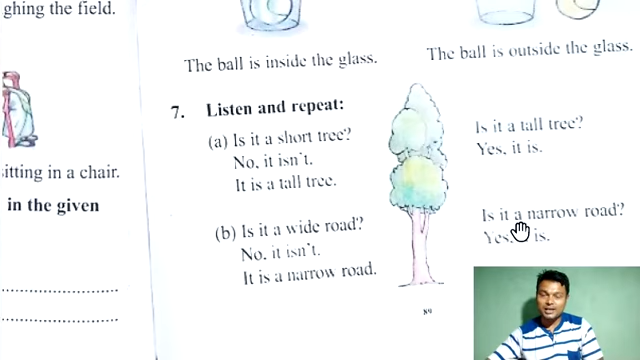 ghing the field.
sitting in a chair.
in the given
The ball is inside the glass.
The ball is outside the glass.
7. Listen and repeat:
(a) Is it a short tree?
No, it isn't.
It is a tall tree.
Is it a tall tree?
Yes, it is.
(b) Is it a wide road?
No, it isn't.
It is a narrow road.
Is it a narrow road?
Yes, is.